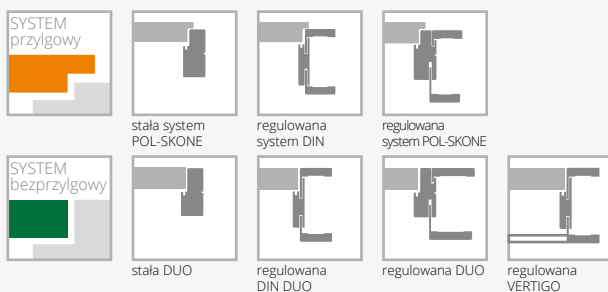 SYSTEM
przylgowy
stała system
POL-SKONE
regulowana
system DIN
regulowana
system POL-SKONE
SYSTEM
bezprzylgowy
stała DUO
regulowana
DIN DUO
regulowana DUO
regulowana
VERTIGO